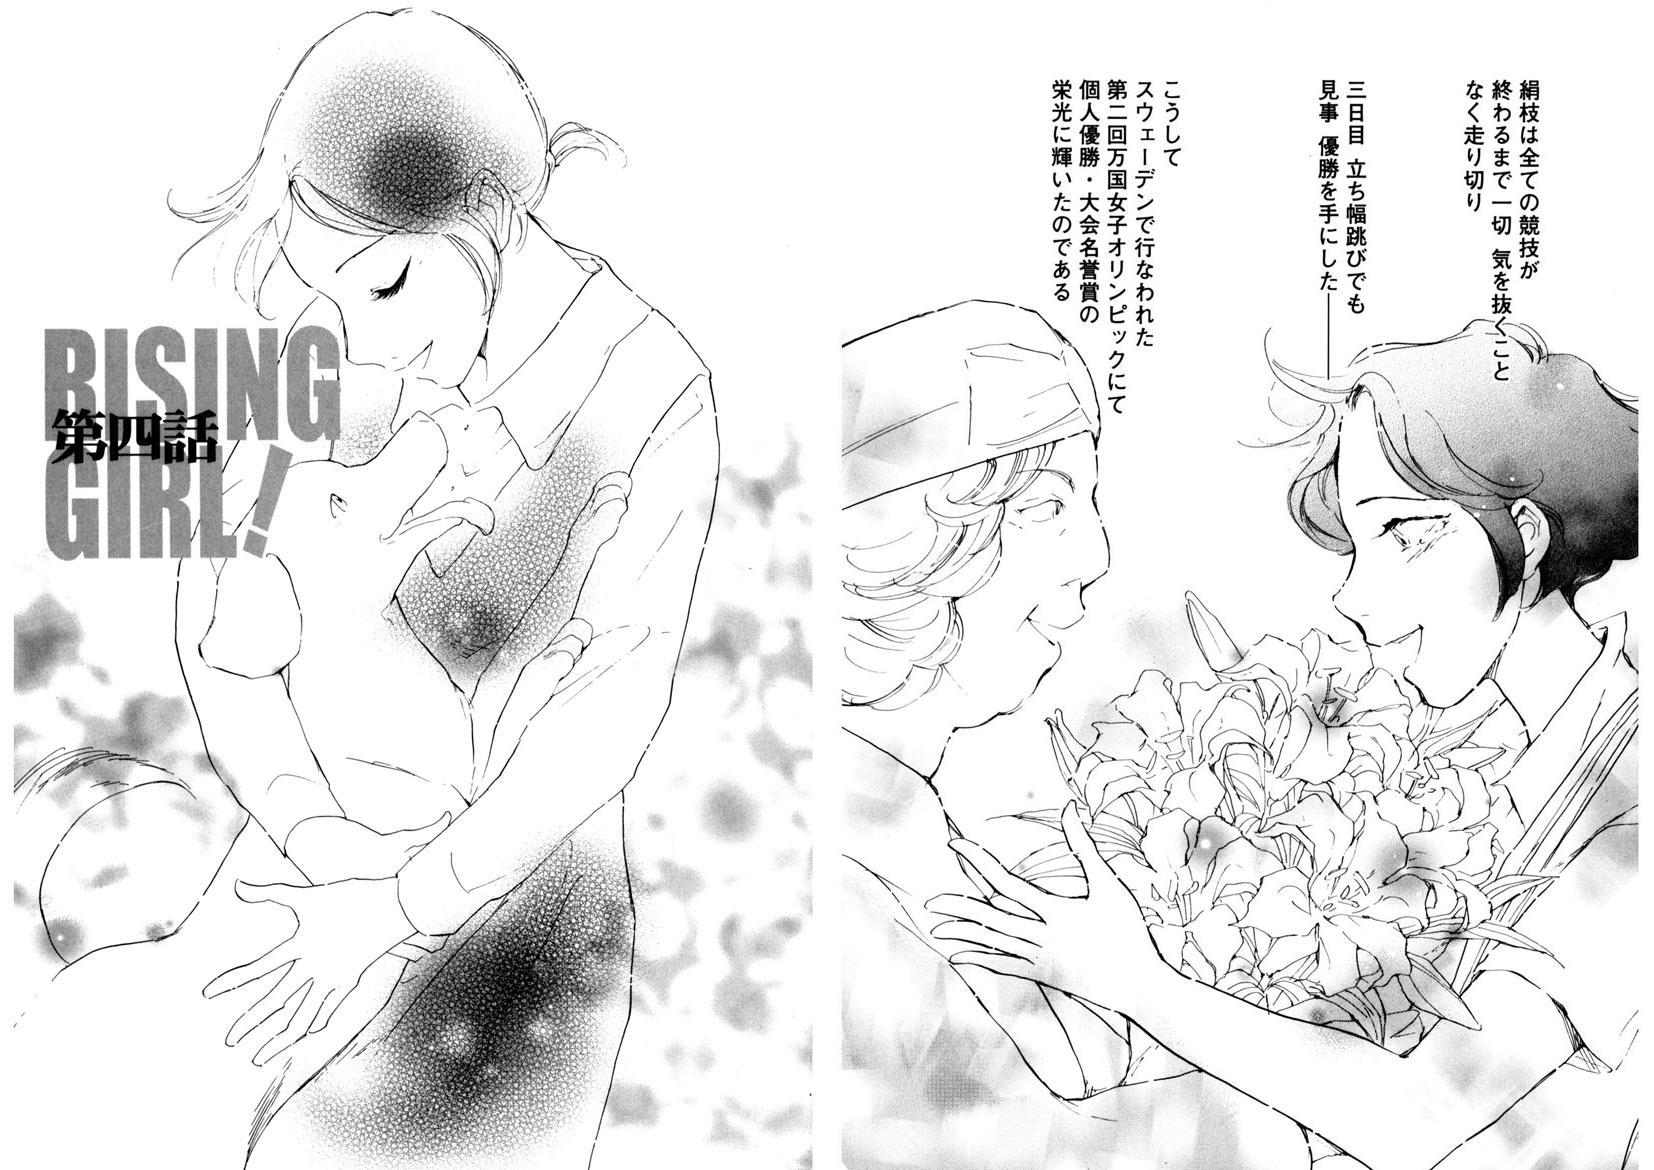 絹枝は全ての競技が
終わるまで一切 気を抜くこと
なく走り切り
三日目 立ち幅跳びでも
見事 優勝を手にした――
こうして
スウェーデンで行なわれた
第二回万国女子オリンピックにて
個人優勝・大会名誉賞の
栄光に輝いたのである
RISING
第四話
GIRL!